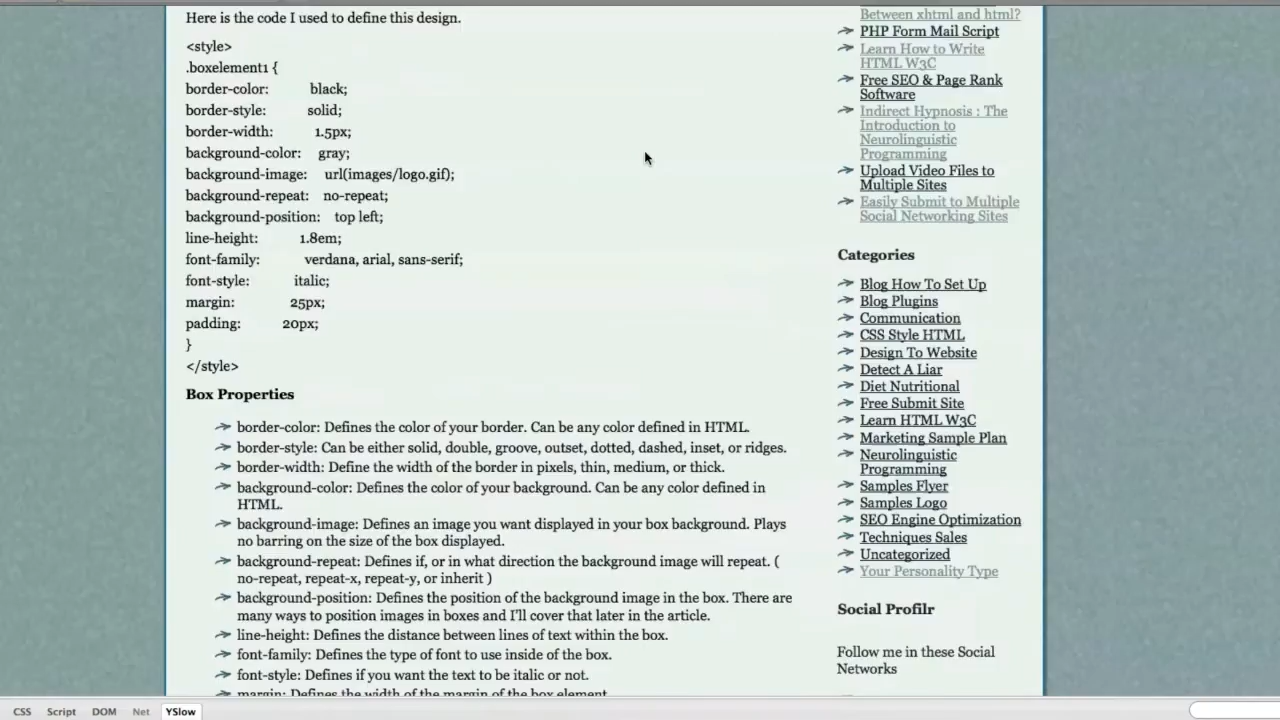 Here is the code I used to define this design.
<style>
.boxelement1 {
border-color: black;
border-style: solid;
border-width: 1.5px;
background-color: gray;
background-image: url(images/logo.gif);
background-repeat: no-repeat;
background-position: top left;
line-height: 1.8em;
font-family: verdana, arial, sans-serif;
font-style: italic;
margin: 25px;
padding: 20px;
}
</style>
Box Properties
border-color: Defines the color of your border. Can be any color defined in HTML.
border-style: Can be either solid, double, groove, outset, dotted, dashed, inset, or ridges.
border-width: Define the width of the border in pixels, thin, medium, or thick.
background-color: Defines the color of your background. Can be any color defined in
HTML.
background-image: Defines an image you want displayed in your box background. Plays
no barring on the size of the box displayed.
background-repeat: Defines if, or in what direction the background image will repeat. (
no-repeat, repeat-x, repeat-y, or inherit )
background-position: Defines the position of the background image in the box. There are
many ways to position images in boxes and I'll cover that later in the article.
line-height: Defines the distance between lines of text within the box.
font-family: Defines the type of font to use inside of the box.
font-style: Defines if you want the text to be italic or not.
margin: Defines the width of the margin of the box element
Between xhtml and html?
PHP Form Mail Script
Learn How to Write
HTML W3C
Free SEO & Page Rank
Software
Indirect Hypnosis : The
Introduction to
Neurolinguistic
Programming
Upload Video Files to
Multiple Sites
Easily Submit to Multiple
Social Networking Sites
Categories
Blog How To Set Up
Blog Plugins
Communication
CSS Style HTML
Design To Website
Detect A Liar
Diet Nutritional
Free Submit Site
Learn HTML W3C
Marketing Sample Plan
Neurolinguistic
Programming
Samples Flyer
Samples Logo
SEO Engine Optimization
Techniques Sales
Uncategorized
Your Personality Type
Social Profilr
Follow me in these Social
Networks
CSS Script DOM Net YSlow